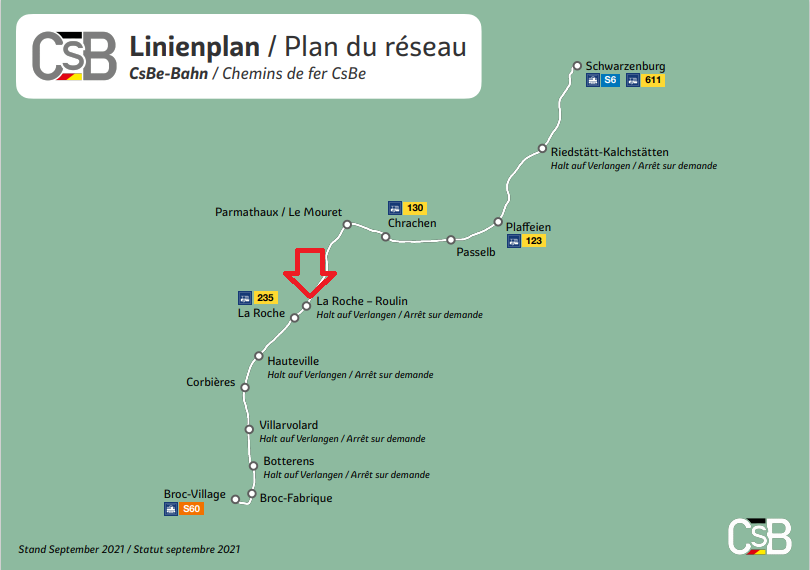 CSB
Linienplan / Plan du réseau
CsBe-Bahn / Chemins de fer CsBe
Schwarzenburg
S6 611
Riedstätt-Kalchstätten
Halt auf Verlangen / Arrêt sur demande
130
Parmathaux / Le Mouret
Chrachen
Plaffeien
123
Passelb
235
La Roche – Roulin
La Roche
Halt auf Verlangen / Arrêt sur demande
Hauteville
Halt auf Verlangen / Arrêt sur demande
Corbières
Villarvolard
Halt auf Verlangen / Arrêt sur demande
Botterens
Halt auf Verlangen / Arrêt sur demande
Broc-Village
Broc-Fabrique
S60
Stand September 2021 / Statut septembre 2021
CSB